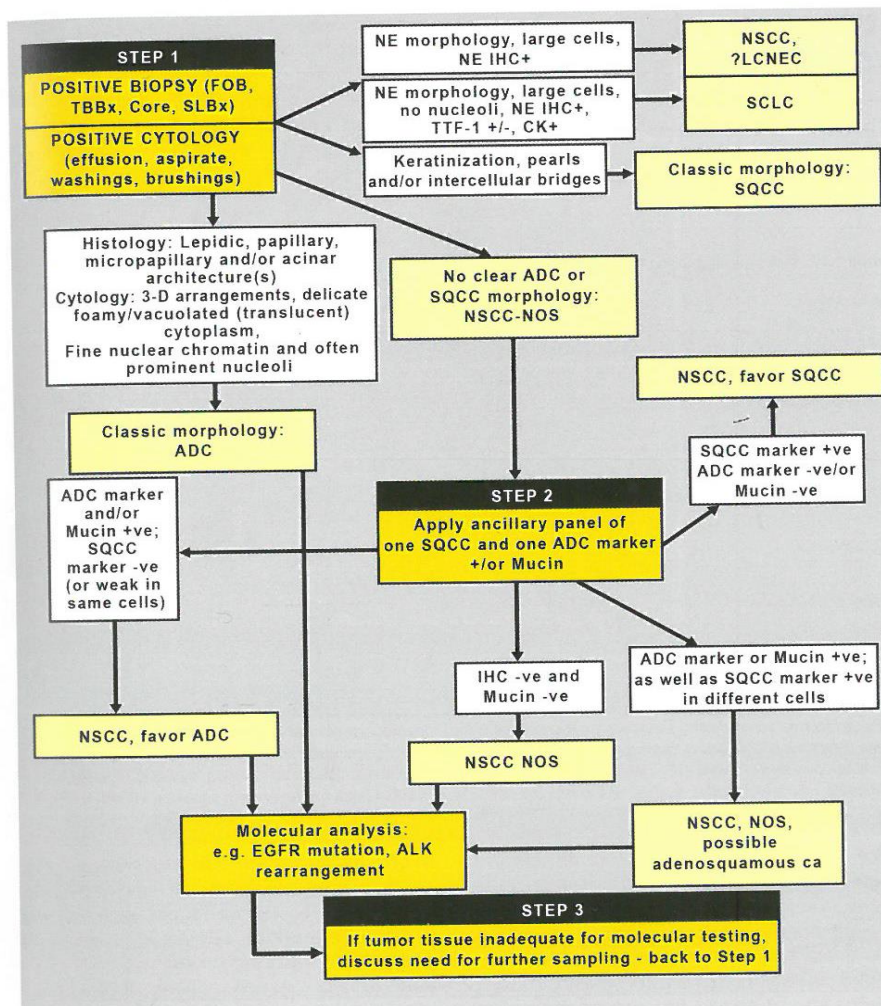 STEP 1
POSITIVE BIOPSY (FOB,
TBBx, Core, SLBx)
POSITIVE CYTOLOGY
(effusion, aspirate,
washings, brushings)
NE morphology, large cells,
NE IHC+
NSCC,
?LCNEC
NE morphology, large cells,
no nucleoli, NE IHC+,
TTF-1 +/-, CK+
SCLC
Keratinization, pearls
and/or intercellular bridges
Classic morphology:
SQCC
Histology: Lepidic, papillary,
micropapillary and/or acinar
architecture(s)
Cytology: 3-D arrangements, delicate
foamy/vacuolated (translucent)
cytoplasm,
Fine nuclear chromatin and often
prominent nucleoli
No clear ADC or
SQCC morphology:
NSCC-NOS
Classic morphology:
ADC
NSCC, favor SQCC
SQCC marker +ve
ADC marker -ve/or
Mucin -ve
STEP 2
Apply ancillary panel of
one SQCC and one ADC marker
+/or Mucin
ADC marker
and/or
Mucin +ve;
SQCC
marker -ve
(or weak in
same cells)
IHC -ve and
Mucin -ve
ADC marker or Mucin +ve;
as well as SQCC marker +ve
in different cells
NSCC, favor ADC
NSCC NOS
Molecular analysis:
e.g. EGFR mutation, ALK
rearrangement
NSCC, NOS,
possible
adenosquamous ca
STEP 3
If tumor tissue inadequate for molecular testing,
discuss need for further sampling - back to Step 1